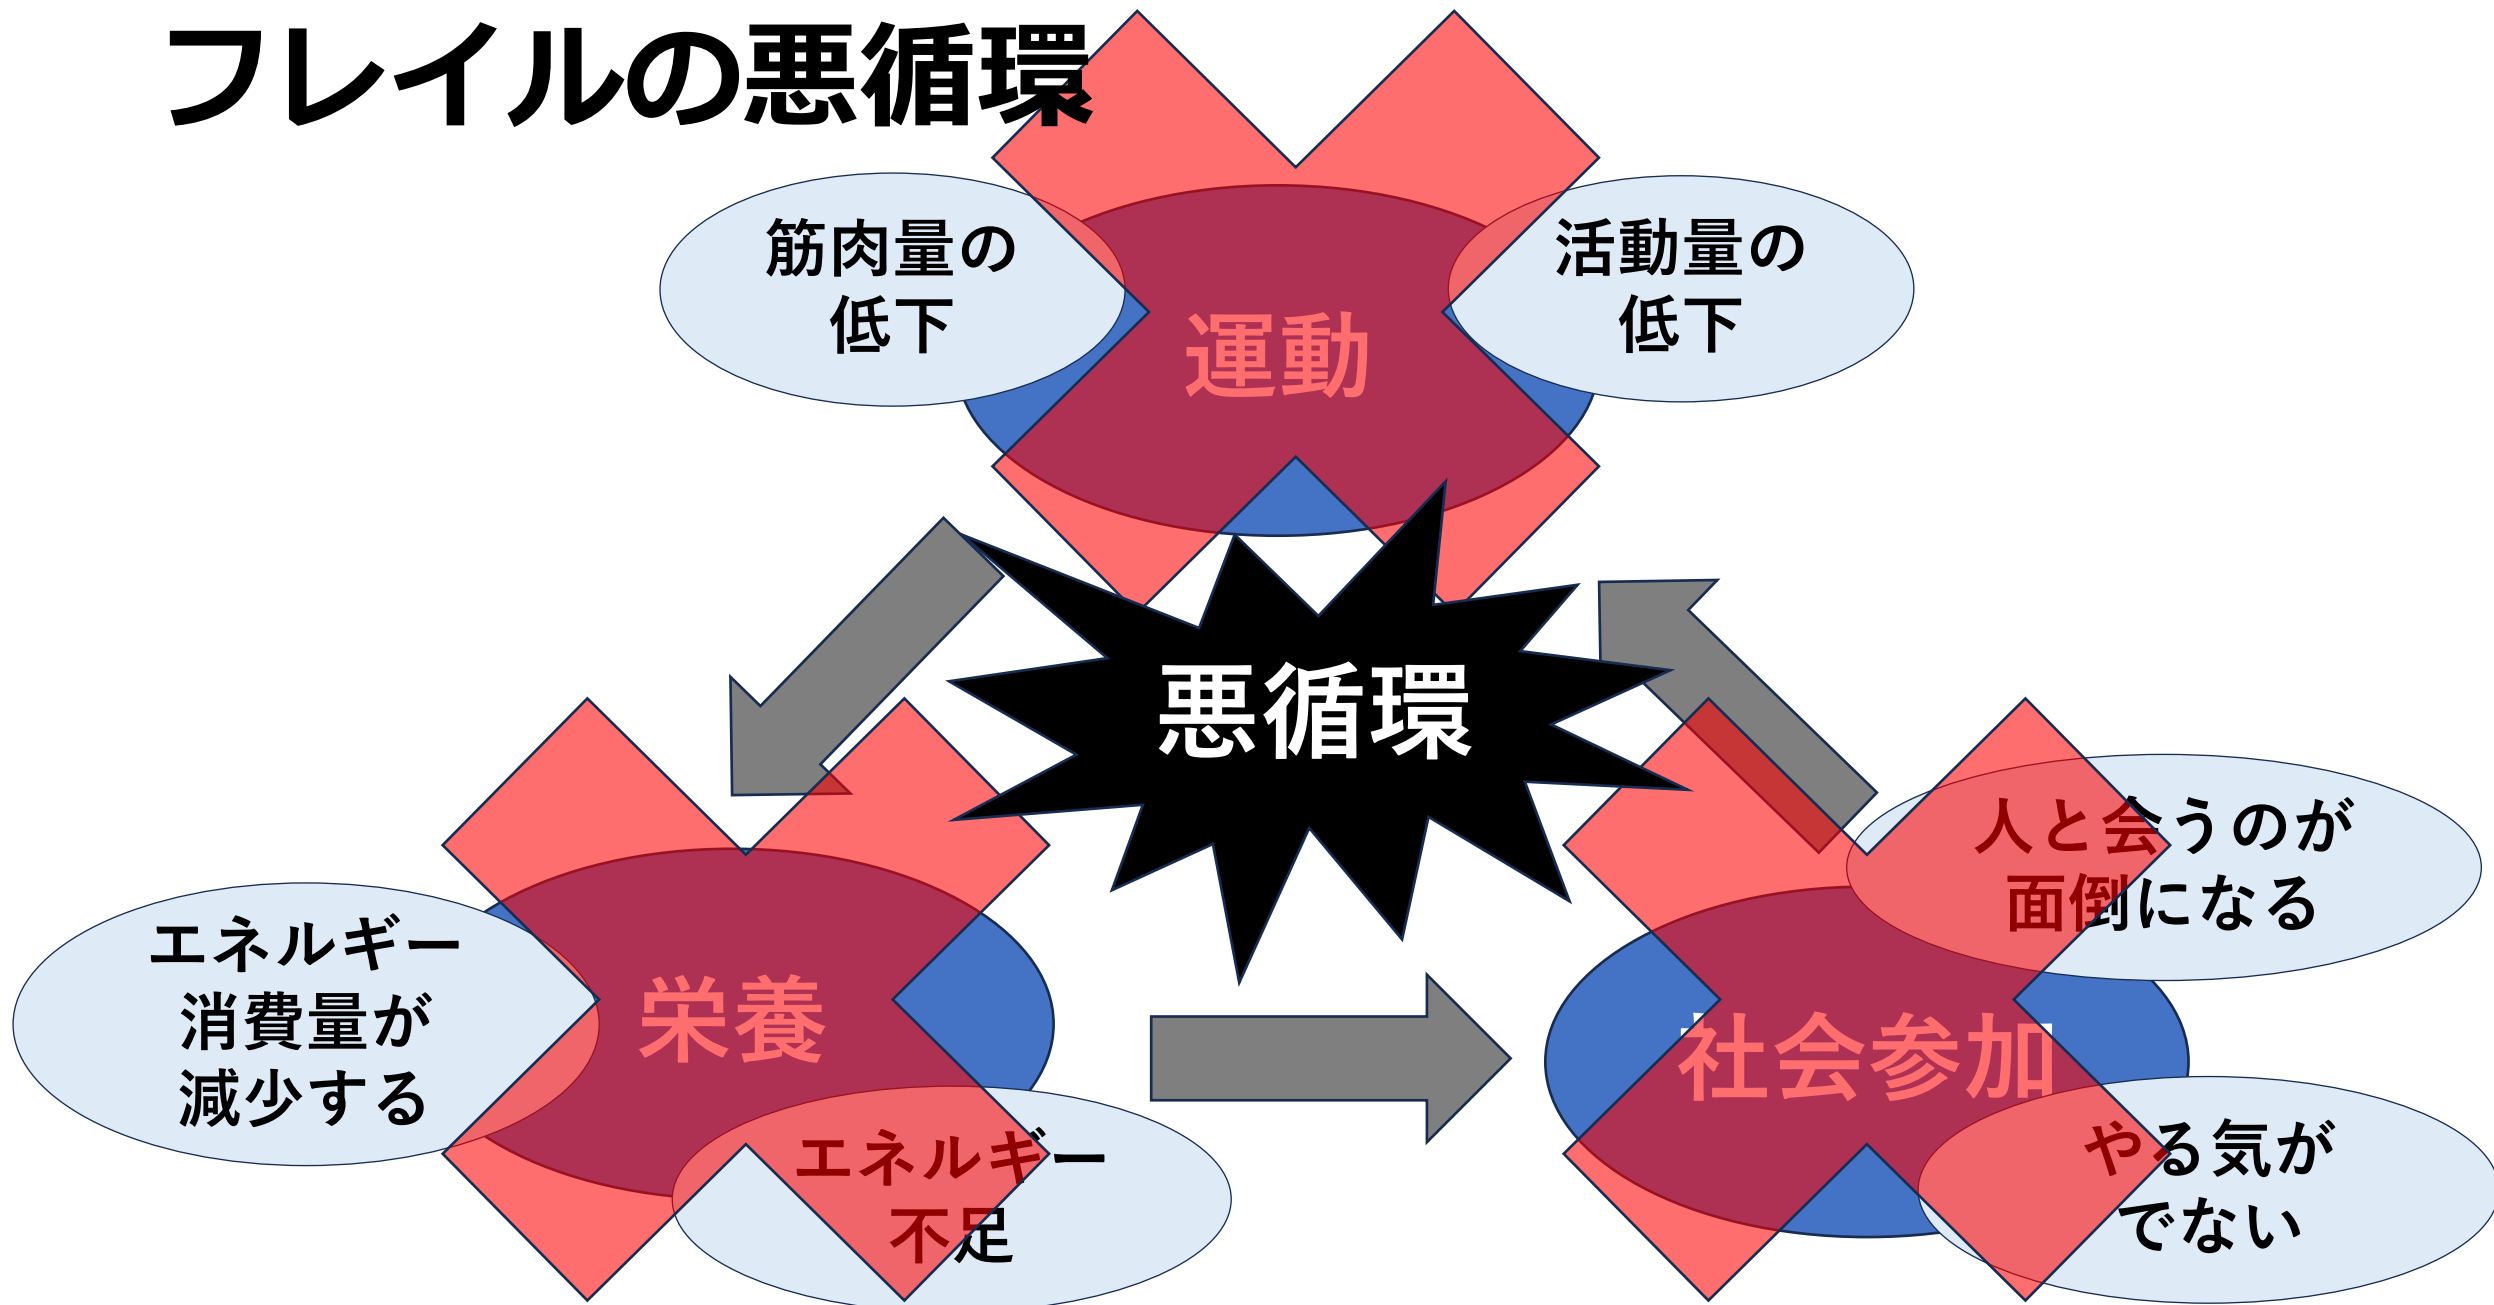 フレイルの悪循環
筋肉量の
低下
活動量の
低下
運動
悪循環
エネルギー
消費量が
減少する
栄養
エネルギー
不足
人と会うのが
面倒になる
社会参加
やる気が
でない